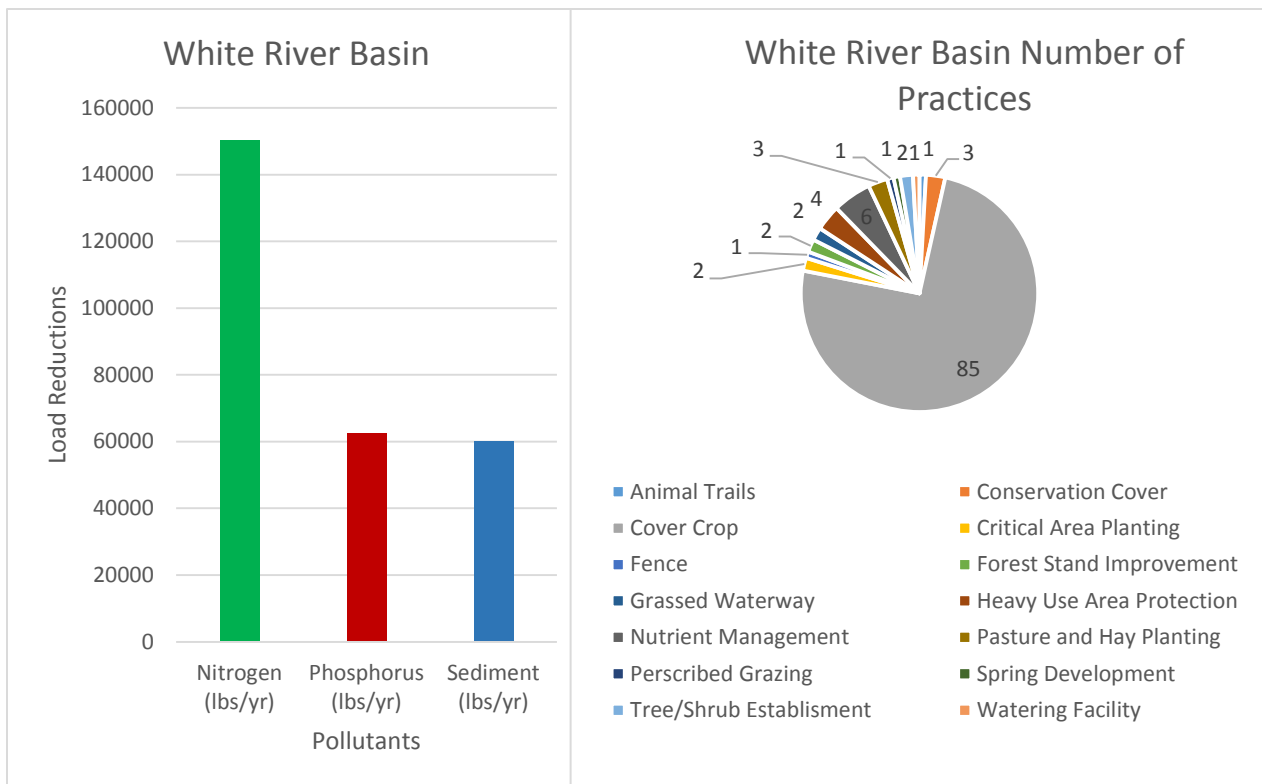 White River Basin
160000
140000
120000
100000
80000
60000
40000
20000
0
Load Reductions
Nitrogen
(lbs/yr)
Phosphorus
(lbs/yr)
Sediment
(lbs/yr)
Pollutants
White River Basin Number of
Practices
1
3
85
2
1
2
2
4
6
3
1
1
2
1
Animal Trails
Conservation Cover
Cover Crop
Critical Area Planting
Fence
Forest Stand Improvement
Grassed Waterway
Heavy Use Area Protection
Nutrient Management
Pasture and Hay Planting
Perscribed Grazing
Spring Development
Tree/Shrub Establisment
Watering Facility